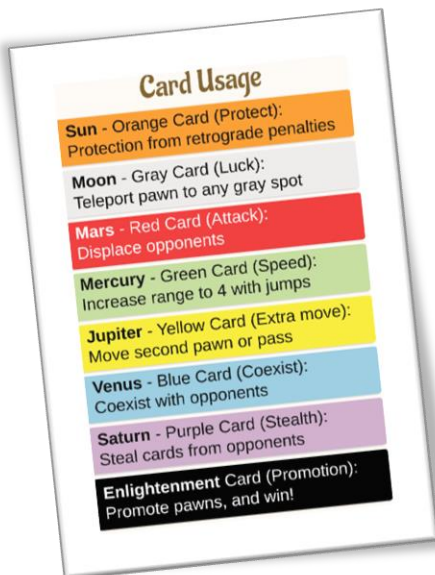 Card Usage
Sun - Orange Card (Protect):
Protection from retrograde penalties
Moon - Gray Card (Luck):
Teleport pawn to any gray spot
Mars - Red Card (Attack):
Displace opponents
Mercury - Green Card (Speed):
Increase range to 4 with jumps
Jupiter - Yellow Card (Extra move):
Move second pawn or pass
Venus - Blue Card (Coexist):
Coexist with opponents
Saturn - Purple Card (Stealth):
Steal cards from opponents
Enlightenment Card (Promotion):
Promote pawns, and win!